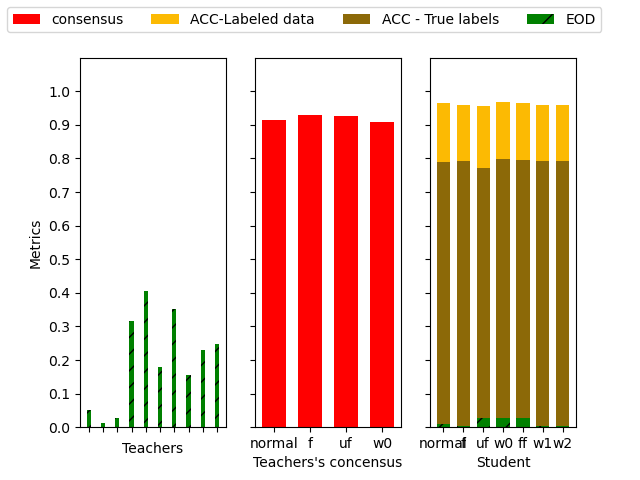 consensus ACC-Labeled data ACC - True labels EOD
Metrics
1.0
0.9
0.8
0.7
0.6
0.5
0.4
0.3
0.2
0.1
0.0
normal f uf w0
normal f uf w0 ff w1 w2
Teachers
Teachers's concensus
Student